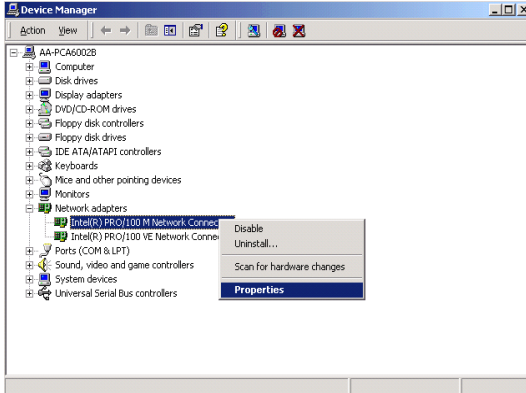 Device Manager
Action View
AA-PCA6002B
Computer
Disk drives
Display adapters
DVD/CD-ROM drives
Floppy disk controllers
Floppy disk drives
IDE ATA/ATAPI controllers
Keyboards
Mice and other pointing devices
Monitors
Network adapters
Intel(R) PRO/100 M Network Connec
Intel(R) PRO/100 VE Network Conne
Disable
Uninstall...
Scan for hardware changes
Properties
Ports (COM & LPT)
Sound, video and game controllers
System devices
Universal Serial Bus controllers